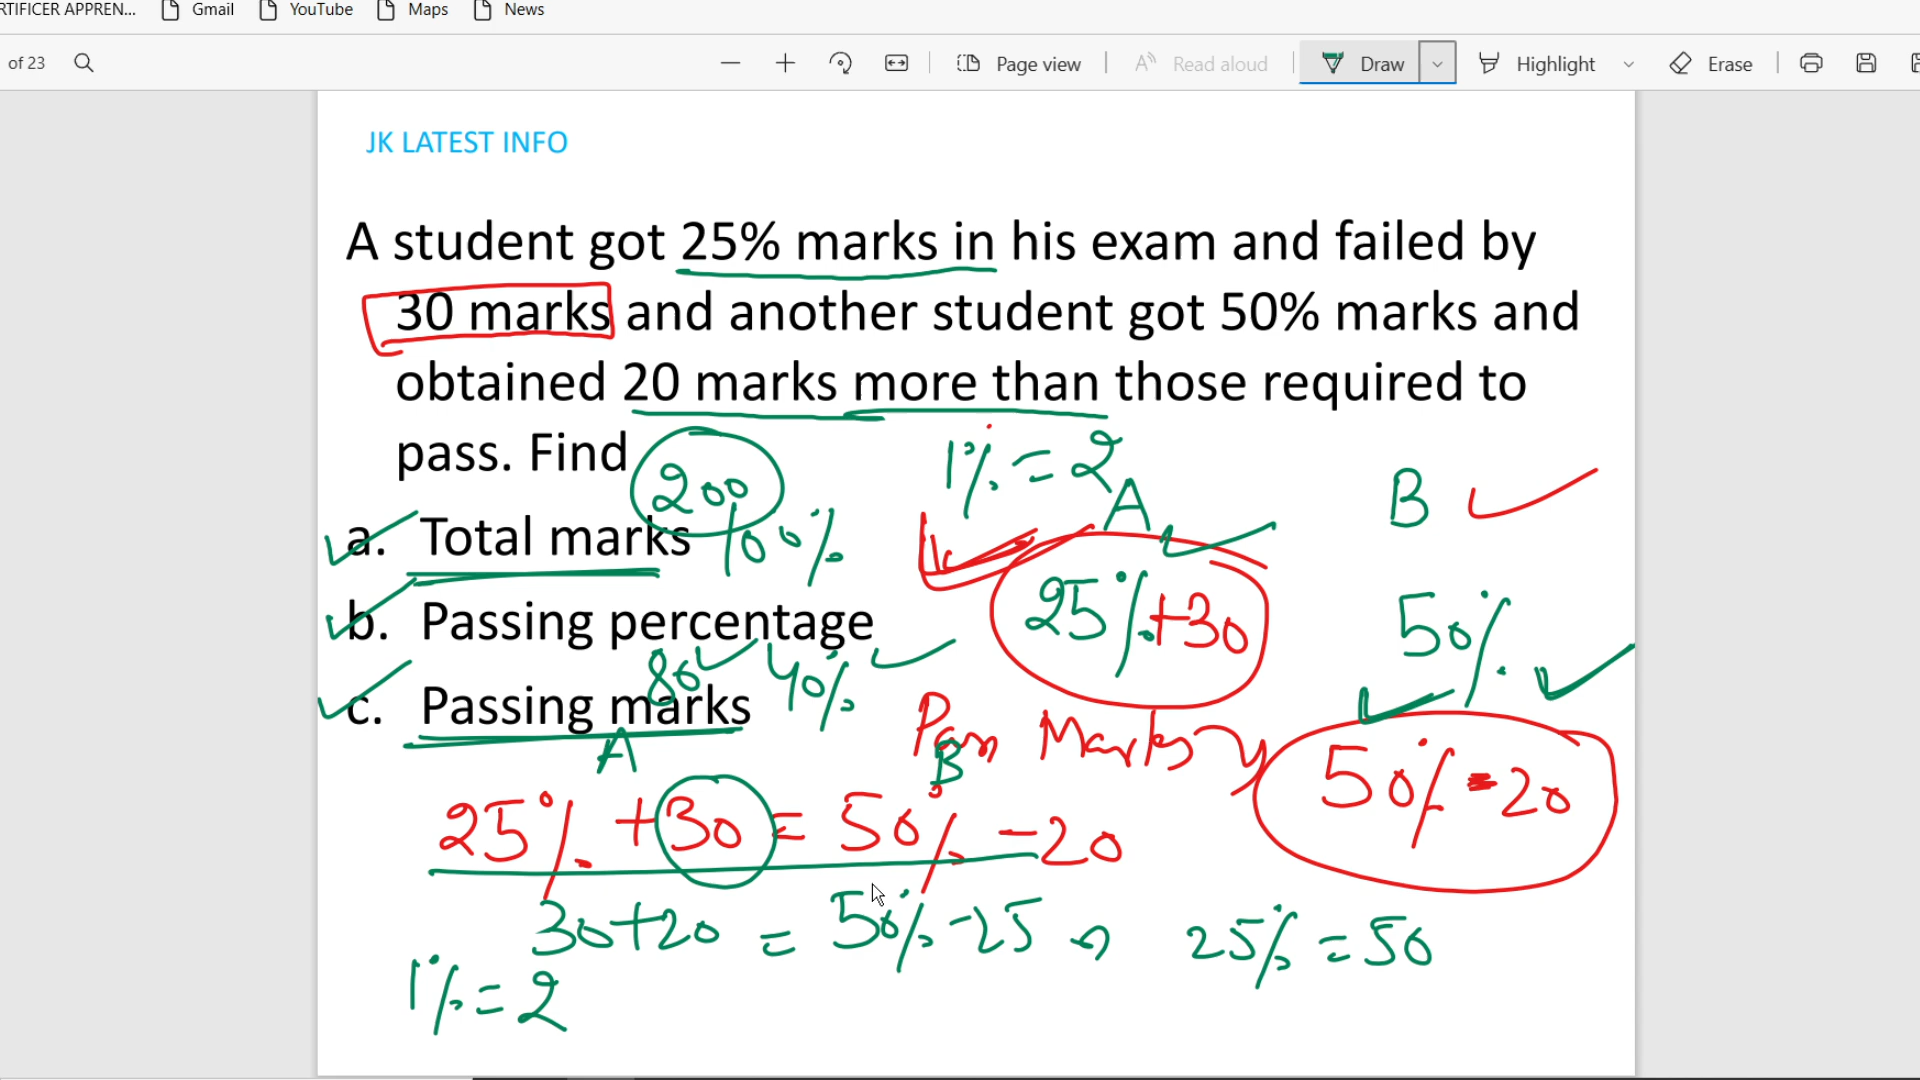 RTIFICER APPREN... Gmail YouTube Maps News
of 23 Page view Read aloud Draw Highlight Erase
JK LATEST INFO
A student got 25% marks in his exam and failed by
30 marks and another student got 50% marks and
obtained 20 marks more than those required to
pass. Find
200
1% = 2
A
B
a. Total marks 100%
25% +30
50%
b. Passing percentage
80 40%
c. Passing marks
Pass Marks
50% - 20
A B
25% + 30 = 50% - 20
30 + 20 = 50% - 25
25% = 50
1% = 2